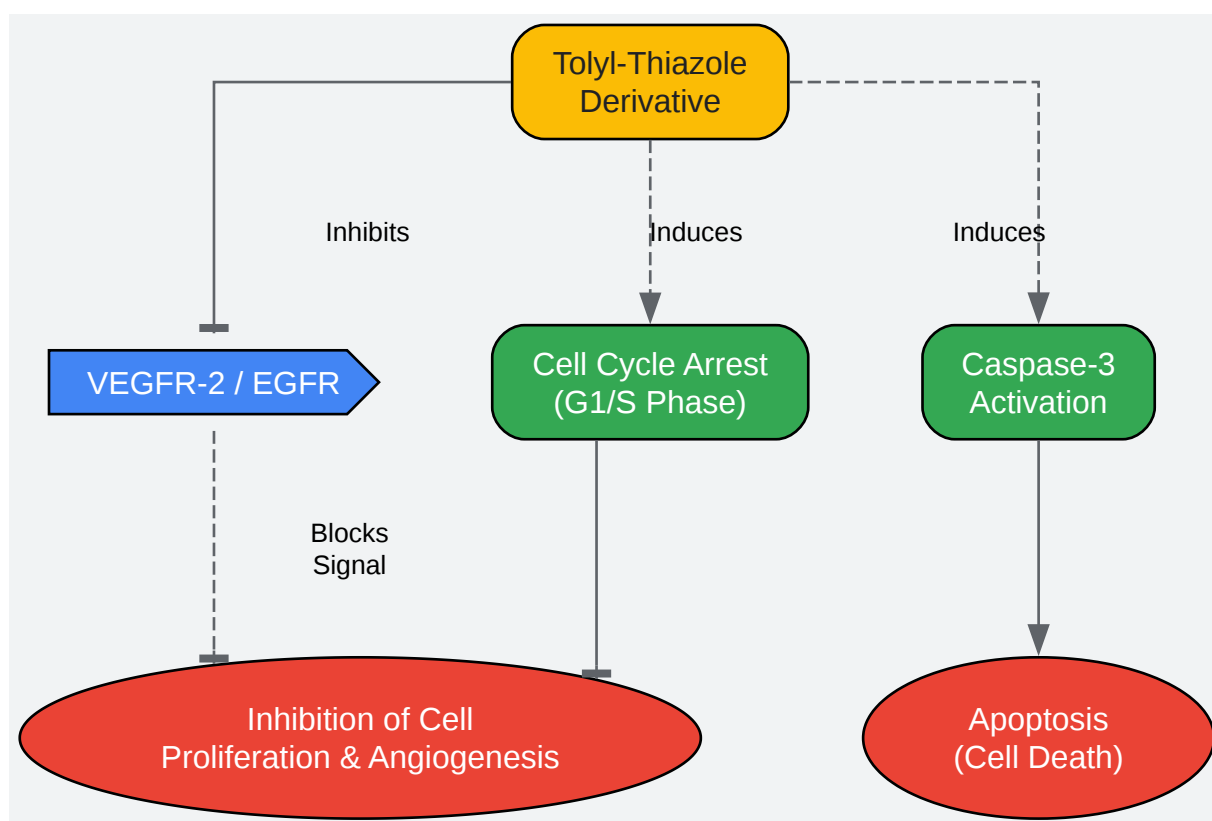 Tolyl-Thiazole
Derivative
Inhibits
Induces
Induces
VEGFR-2 / EGFR
Cell Cycle Arrest
(G1/S Phase)
Caspase-3
Activation
Blocks
Signal
Inhibition of Cell
Proliferation & Angiogenesis
Apoptosis
(Cell Death)